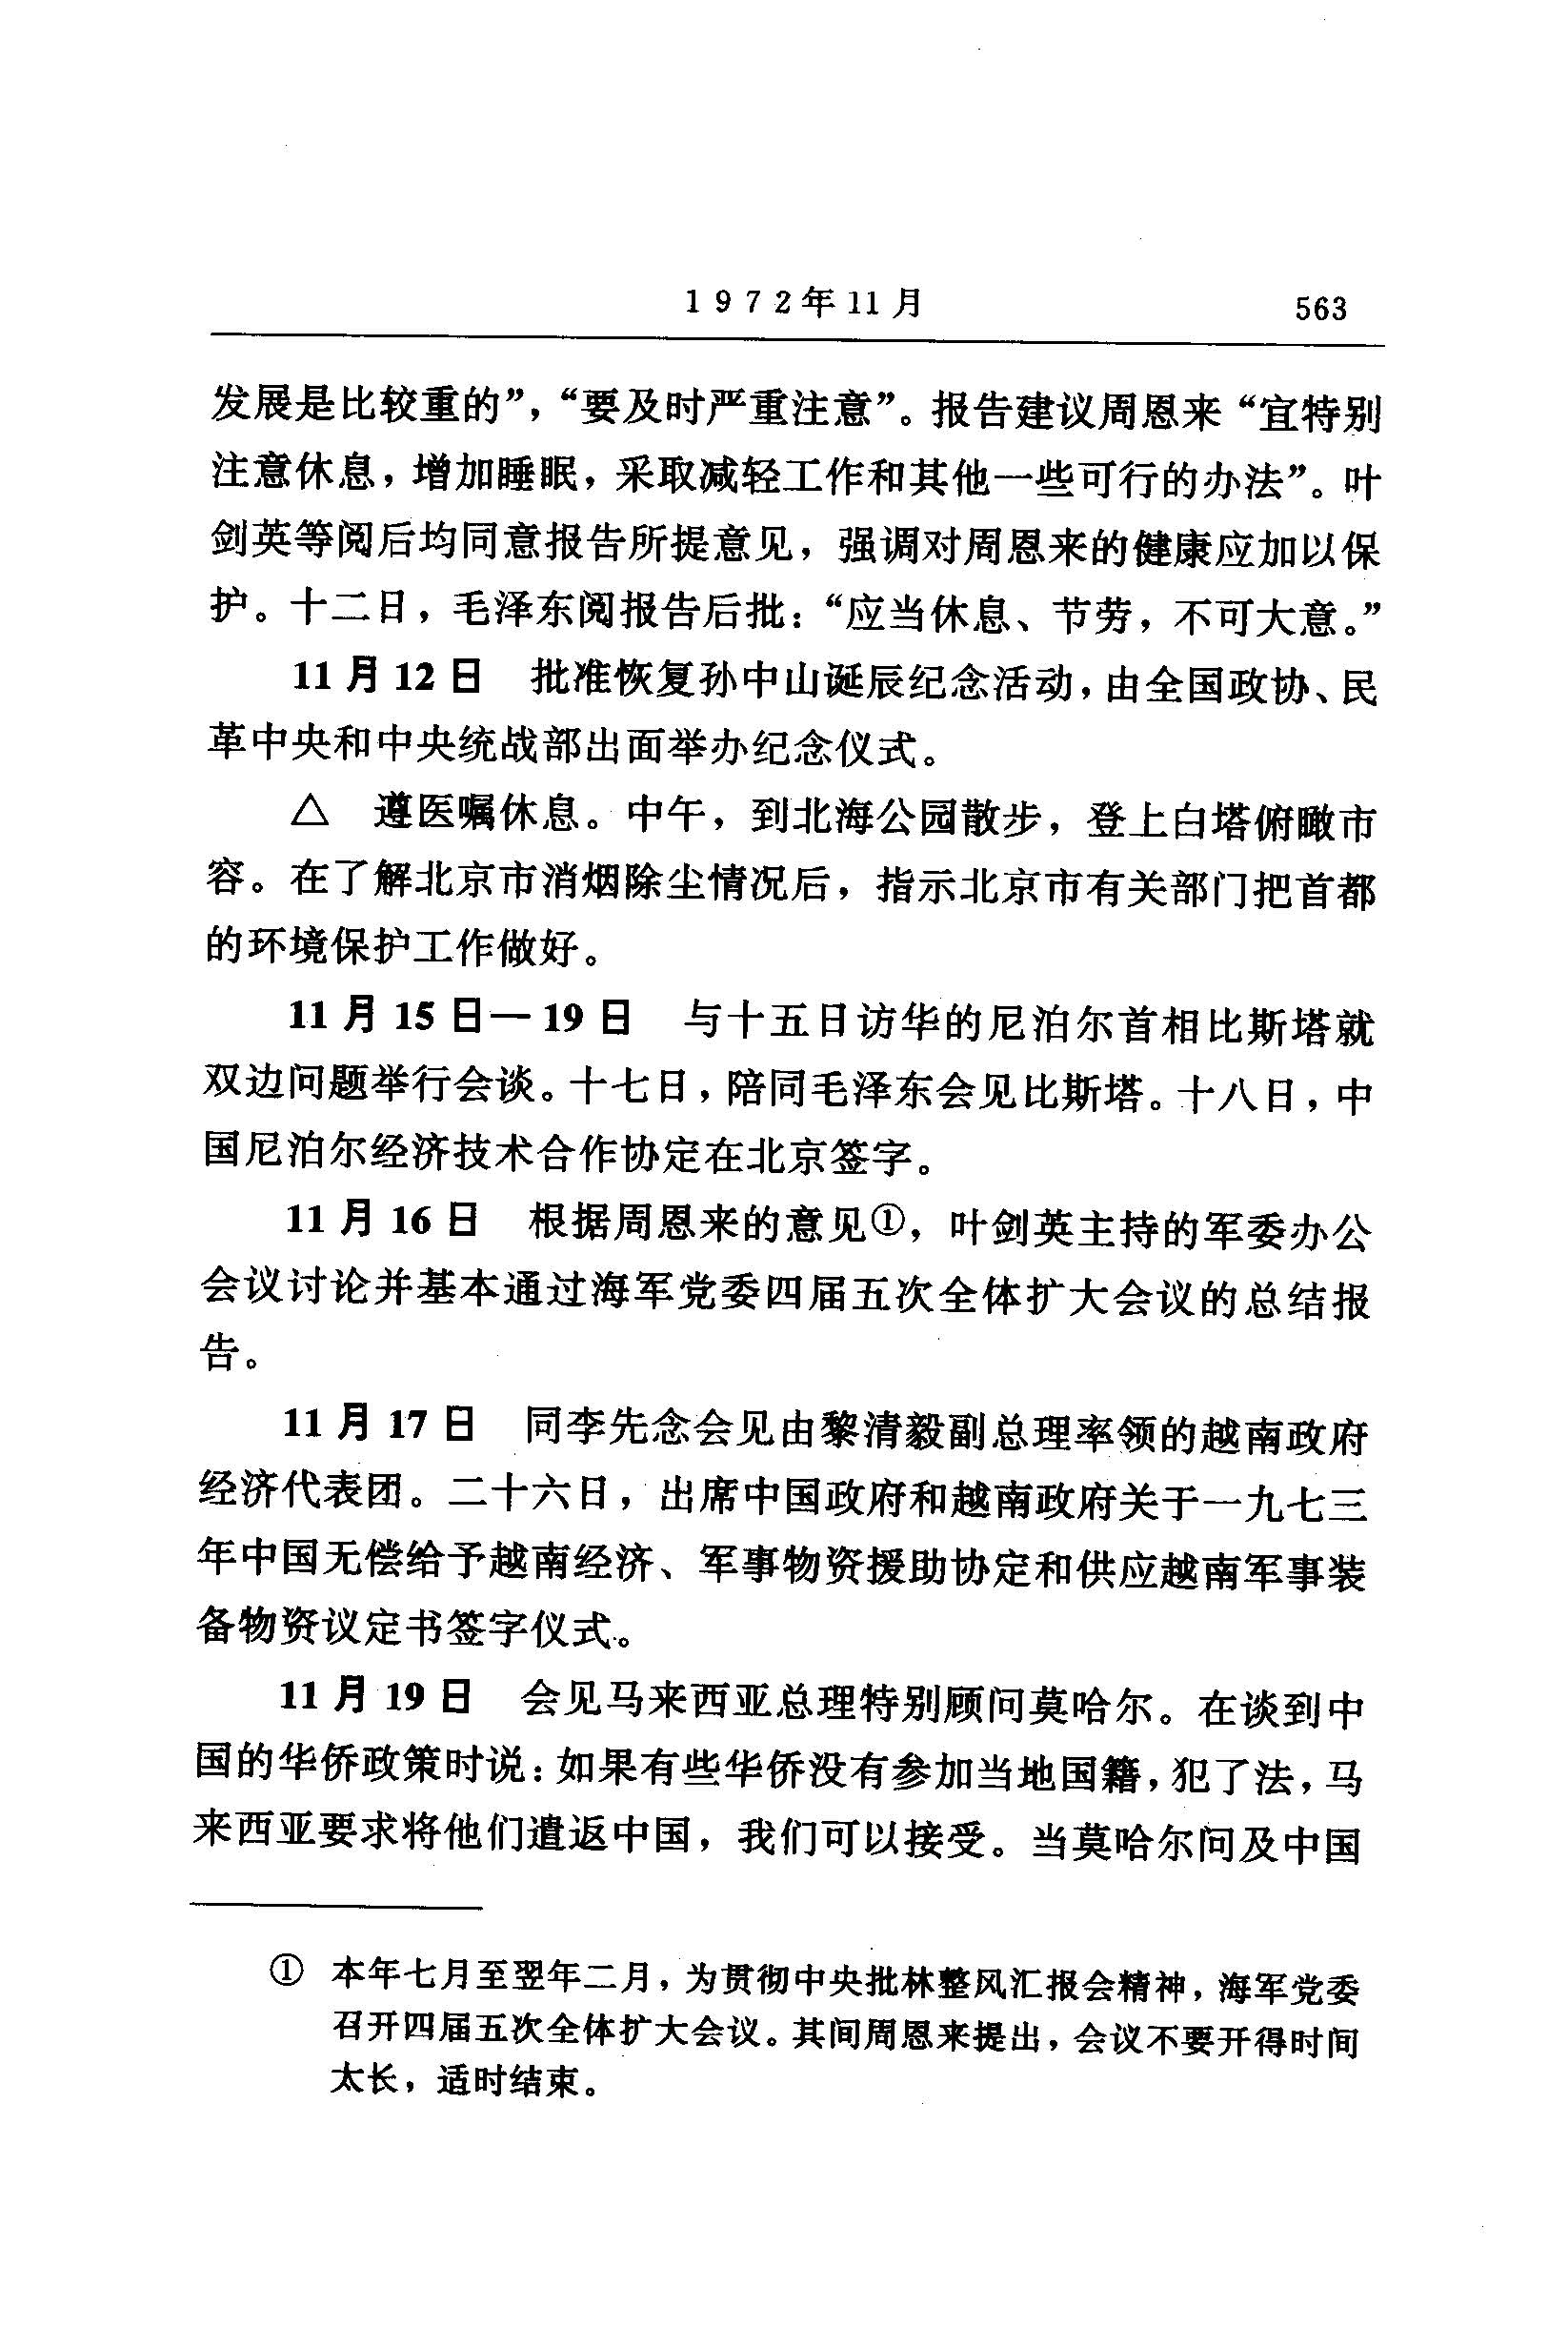 1972年11月
563
发展是比较重的”，“要及时严重注意”。报告建议周恩来“宜特别
注意休息，增加睡眠，采取减轻工作和其他一些可行的办法”。叶
剑英等阅后均同意报告所提意见，强调对周恩来的健康应加以保
护。十二日，毛泽东阅报告后批：“应当休息、节劳，不可大意。”
11月12日　批准恢复孙中山诞辰纪念活动，由全国政协、民
革中央和中央统战部出面举办纪念仪式。
△　遵医嘱休息。中午，到北海公园散步，登上白塔俯瞰市
容。在了解北京市消烟除尘情况后，指示北京市有关部门把首都
的环境保护工作做好。
11月15日—19日　与十五日访华的尼泊尔首相比斯塔就
双边问题举行会谈。十七日，陪同毛泽东会见比斯塔。十八日，中
国尼泊尔经济技术合作协定在北京签字。
11月16日　根据周恩来的意见①，叶剑英主持的军委办公
会议讨论并基本通过海军党委四届五次全体扩大会议的总结报
告。
11月17日　同李先念会见由黎清毅副总理率领的越南政府
经济代表团。二十六日，出席中国政府和越南政府关于一九七三
年中国无偿给予越南经济、军事物资援助协定和供应越南军事装
备物资议定书签字仪式。
11月19日　会见马来西亚总理特别顾问莫哈尔。在谈到中
国的华侨政策时说：如果有些华侨没有参加当地国籍，犯了法，马
来西亚要求将他们遣返中国，我们可以接受。当莫哈尔问及中国
①　本年七月至翌年二月，为贯彻中央批林整风汇报会精神，海军党委
召开四届五次全体扩大会议。其间周恩来提出，会议不要开得时间
太长，适时结束。